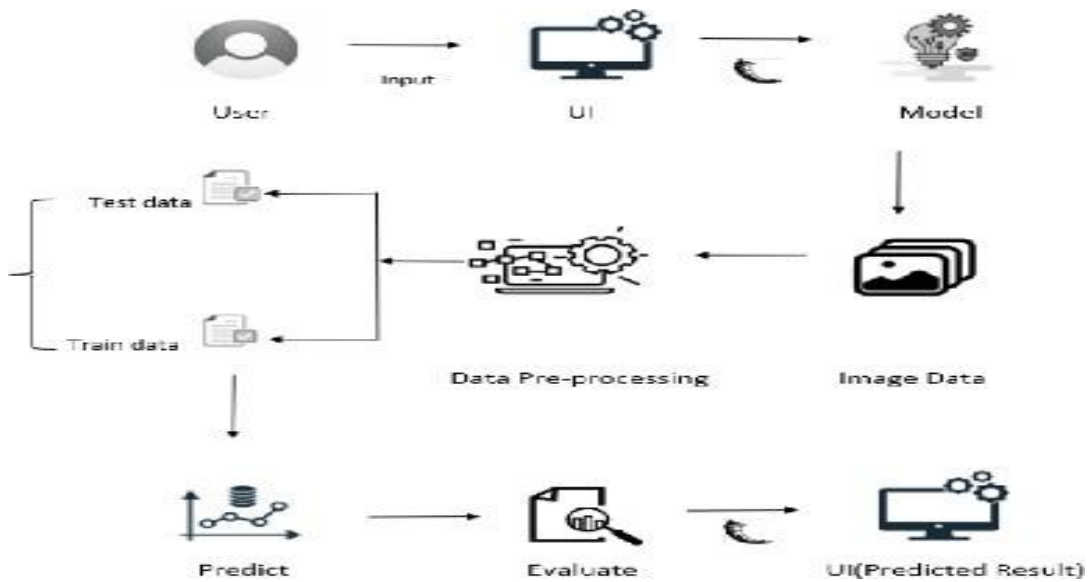 Input
User
UI
Model
Test data
Train data
Data Pre-processing
Image Data
Predict
Evaluate
UI(Predicted Result)